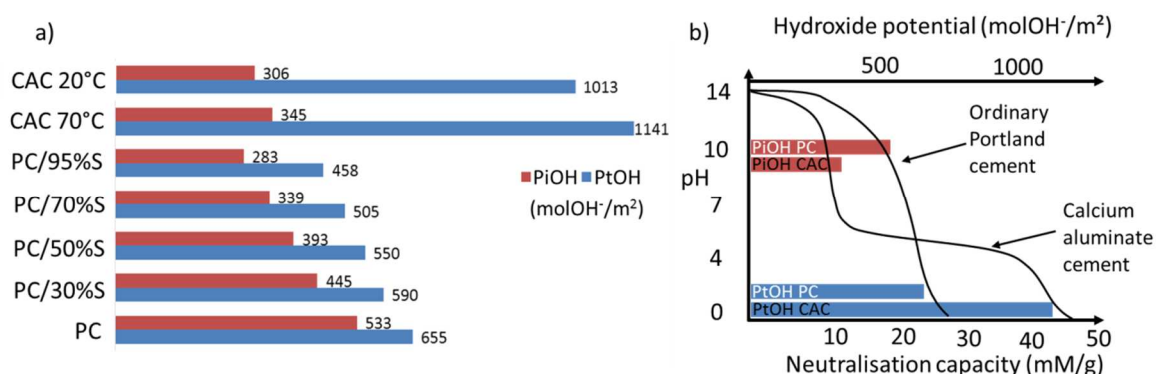 a)
CAC 20°C
306
1013
CAC 70°C
345
1141
PC/95%S
283
458
PC/70%S
339
505
PC/50%S
393
550
PC/30%S
445
590
PC
533
655
PiOH PtOH
(molOH⁻/m²)
b)
Hydroxide potential (molOH⁻/m²)
500 1000
14
10
pH
7
4
0
PiOH PC
PiOH CAC
Ordinary
Portland
cement
Calcium
aluminate
cement
PtOH PC
PtOH CAC
10 20 30 40 50
Neutralisation capacity (mM/g)